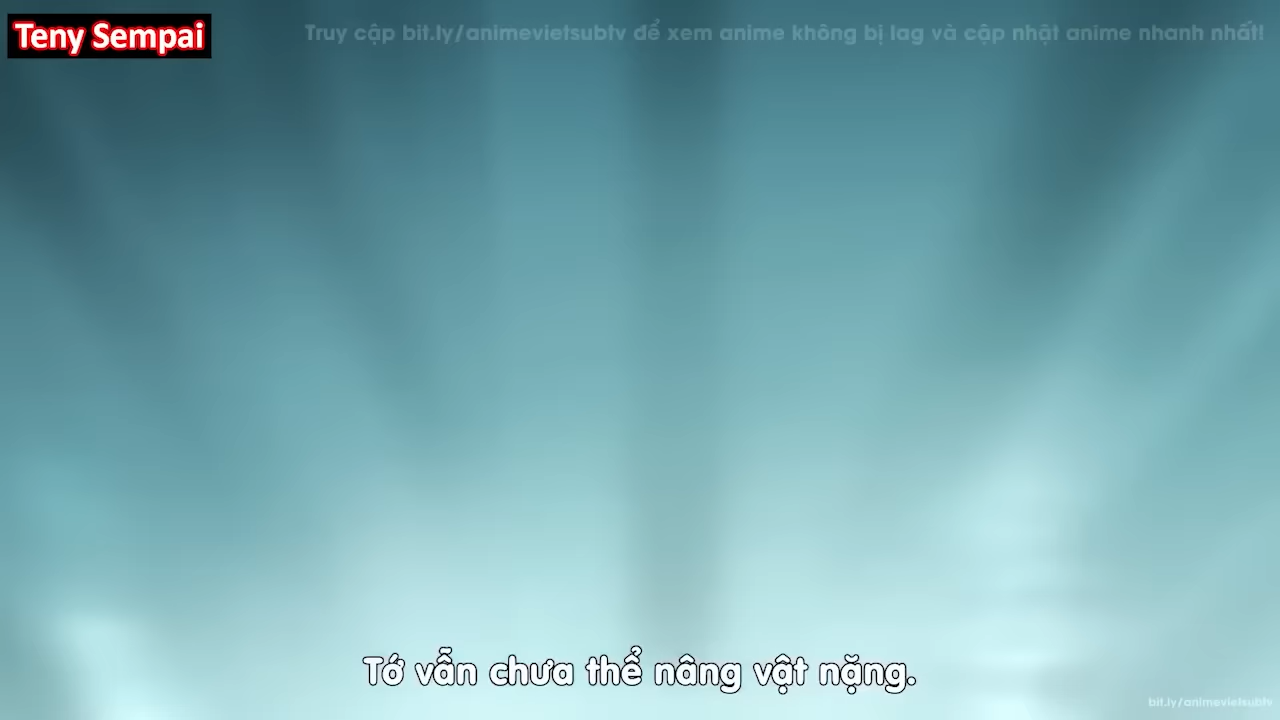 Teny Sempai
Truy cập bit.ly/animevietsubtv để xem anime không bị lag và cập nhật anime nhanh nhất!
Tớ vẫn chưa thể nâng vật nặng.
bit.ly/animevietsubtv